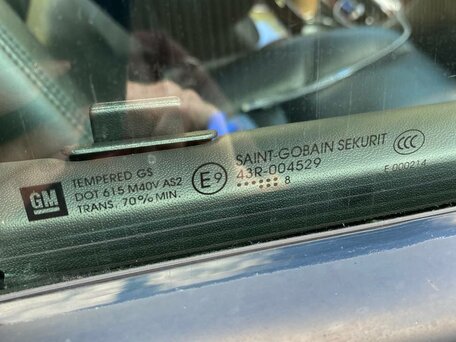 GM
TEMPERED GS
DOT 615 M40V AS2
TRANS. 70% MIN.
E9
SAINT-GOBAIN SEKURIT
43R-004529
8
CCC
E 000214